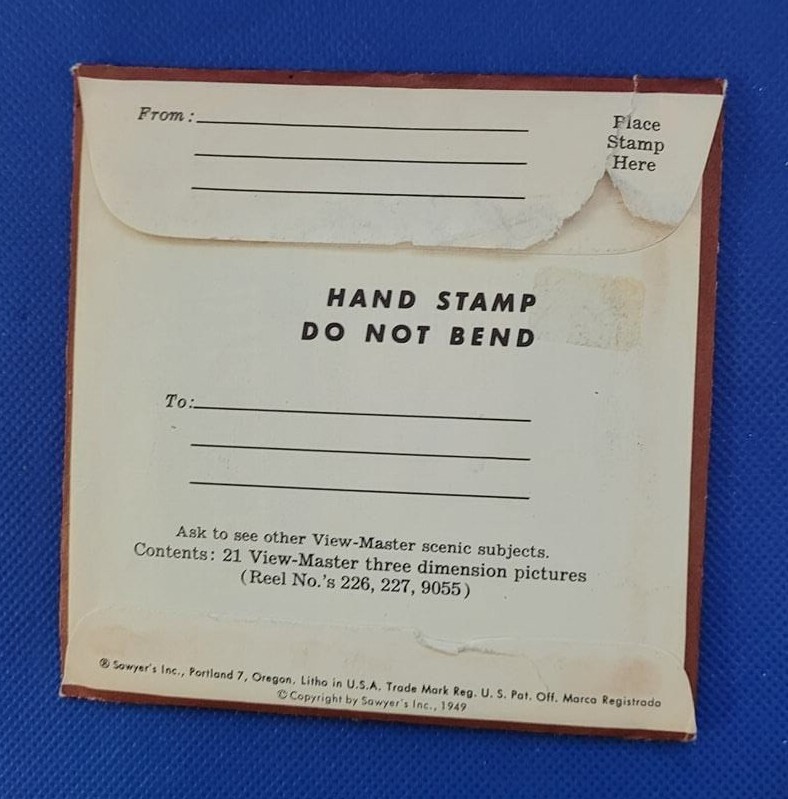 From:
Place
Stamp
Here
HAND STAMP
DO NOT BEND
To:
Ask to see other View-Master scenic subjects.
Contents: 21 View-Master three dimension pictures
(Reel No.'s 226, 227, 9055)
® Sawyer's Inc., Portland 7, Oregon. Litho in U.S.A. Trade Mark Reg. U. S. Pat. Off. Marca Registrada
© Copyright by Sawyer's Inc., 1949